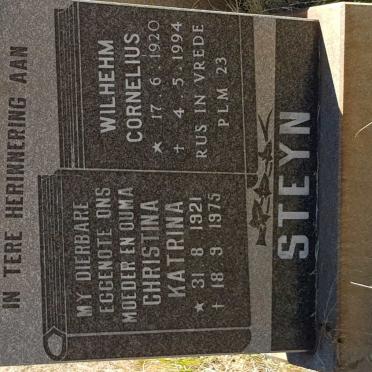 IN TERE HERINNERING AAN
MY DIERBARE
EGGENOTE ONS
MOEDER EN OUMA
CHRISTINA
KATRINA
★ 31 · 8 · 1921
† 18 · 9 · 1975
WILHEHM
CORNELIUS
★ 17 · 6 · 1920
† 4 · 5 · 1994
RUS IN VREDE
PLM 23
STEYN